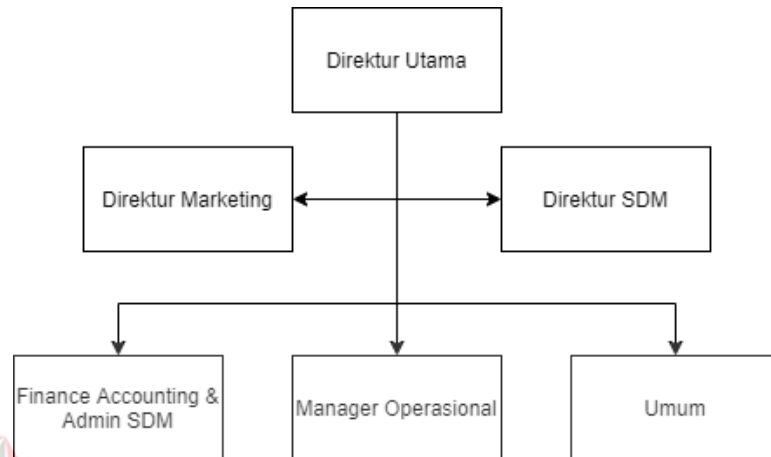 Direktur Utama
Direktur Marketing
Direktur SDM
Finance Accounting &
Admin SDM
Manager Operasional
Umum